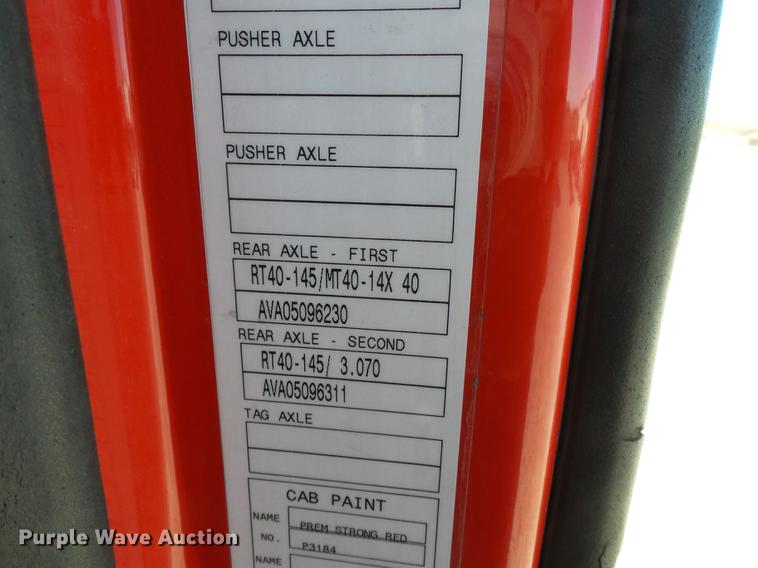 PUSHER AXLE
PUSHER AXLE
REAR AXLE - FIRST
RT40-145/MT40-14X 40
AVA05096230
REAR AXLE - SECOND
RT40-145/ 3.070
AVA05096311
TAG AXLE
CAB PAINT
NAME PREM STRONG RED
NO. P3184
NAME
Purple Wave Auction®